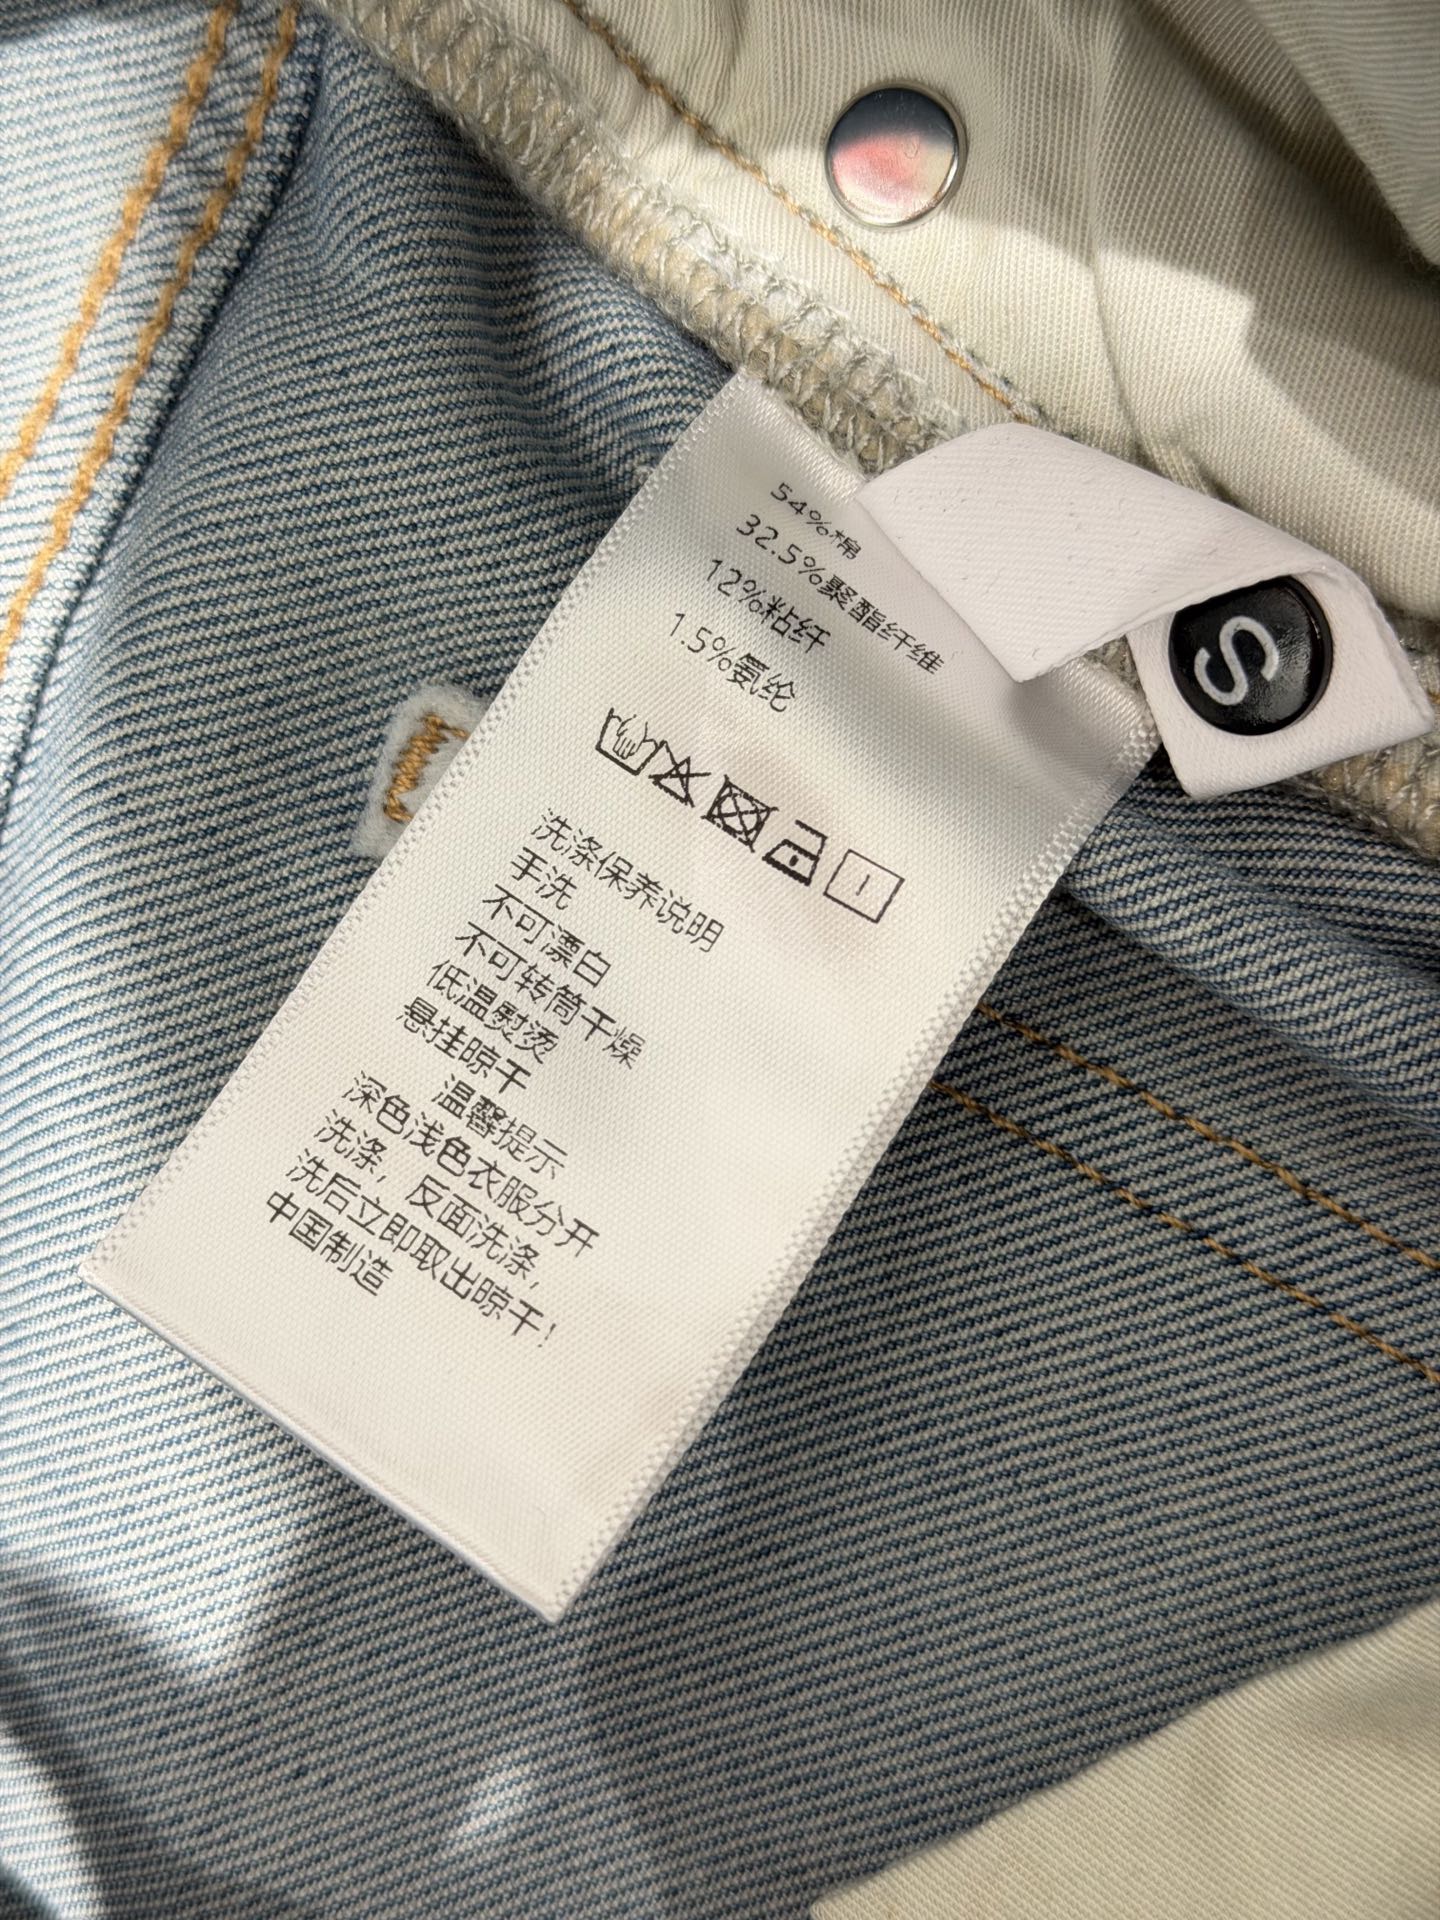 54%棉
32.5%聚酯纤维
12%粘纤
1.5%氨纶
洗涤保养说明
手洗
不可漂白
不可转筒干燥
低温熨烫
悬挂晾干
温馨提示
深色浅色衣服分开
洗涤，反面洗涤，
洗后立即取出晾干！
中国制造
S